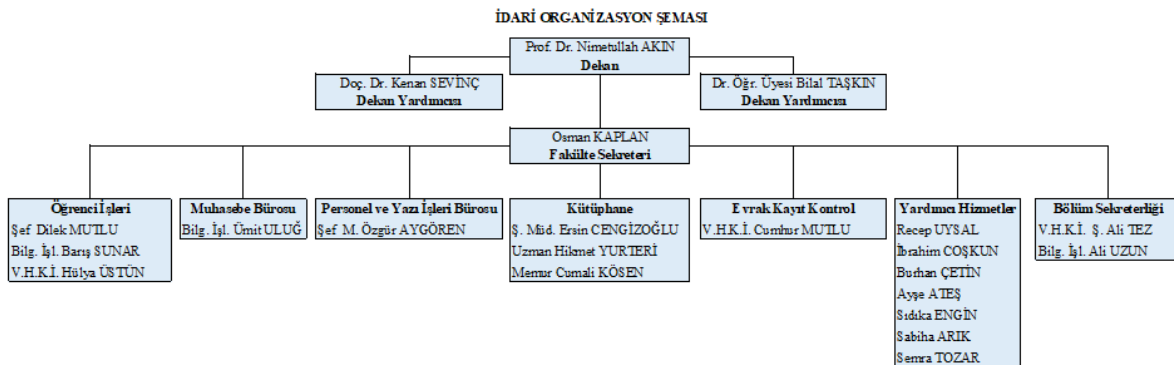 İDARİ ORGANİZASYON ŞEMASI
Prof. Dr. Nimetullah AKIN
Dekan
Doç. Dr. Kenan SEVİNÇ
Dekan Yardımcısı
Dr. Öğr. Üyesi Bilal TAŞKIN
Dekan Yardımcısı
Osman KAPLAN
Fakülte Sekreteri
Öğrenci İşleri
Şef Dilek MUTLU
Bilg. İşl. Barış SUNAR
V.H.K.İ. Hülya ÜSTÜN
Muhasebe Bürosu
Bilg. İşl. Ümit ULUĞ
Personel ve Yazı İşleri Bürosu
Şef M. Özgür AYGÖREN
Kütüphane
Ş. Müd. Ersin CENGİZOĞLU
Uzman Hikmet YURTERİ
Memur Cumali KÖSEN
Evrak Kayıt Kontrol
V.H.K.İ. Cumhur MUTLU
Yardımcı Hizmetler
Recep UYSAL
İbrahim COŞKUN
Burhan ÇETİN
Ayşe ATEŞ
Sıdıka ENGİN
Sabiha ARIK
Semra TOZAR
Bölüm Sekreterliği
V.H.K.İ. Ş. Ali TEZ
Bilg. İşl. Ali UZUN